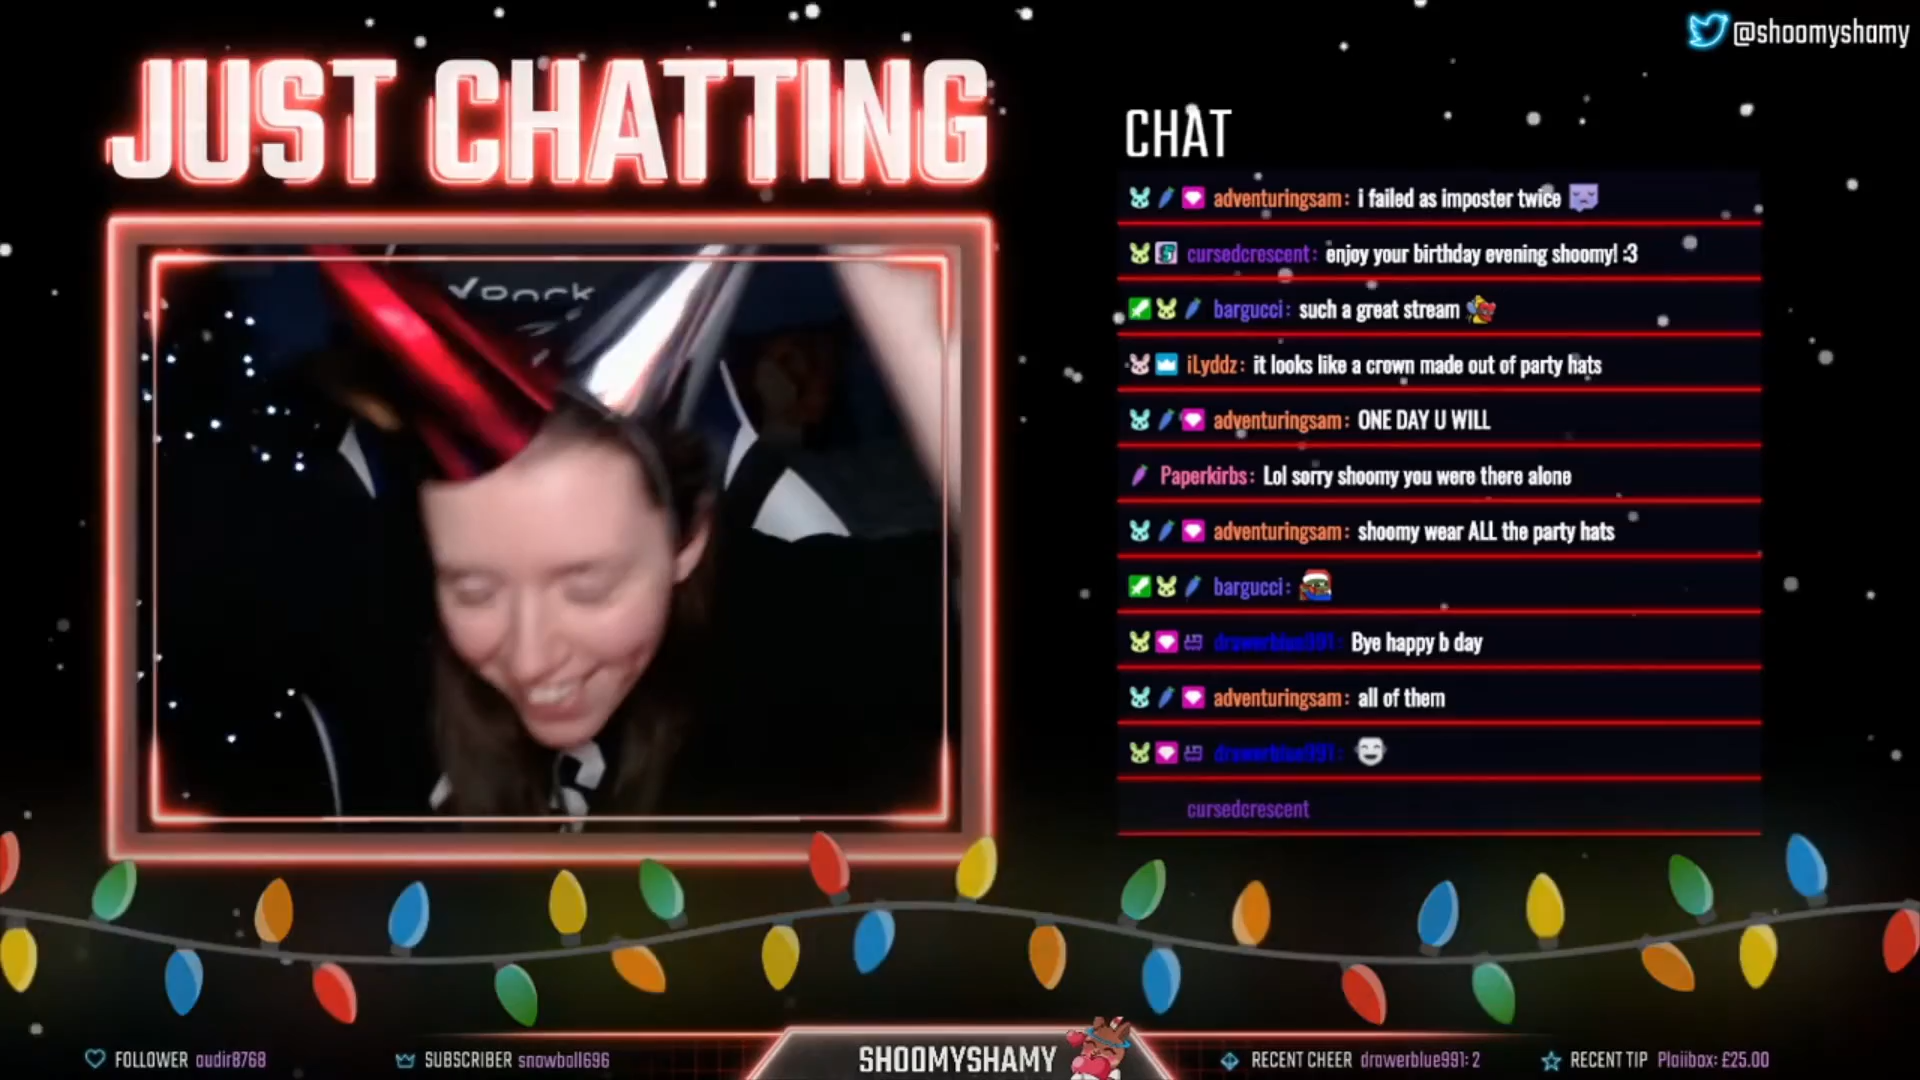 @shoomyshamy
JUST CHATTING
CHAT
adventuringsam: i failed as imposter twice
cursedcrescent: enjoy your birthday evening shoomy! :3
bargucci: such a great stream
iLyddz: it looks like a crown made out of party hats
adventuringsam: ONE DAY U WILL
Paperkirbs: Lol sorry shoomy you were there alone
adventuringsam: shoomy wear ALL the party hats
bargucci:
drawerblue991: Bye happy b day
adventuringsam: all of them
drawerblue991:
cursedcrescent
FOLLOWER audir8768
SUBSCRIBER snowball696
SHOOMYSHAMY
RECENT CHEER drawerblue991: 2
RECENT TIP Plaiibox: £25.00